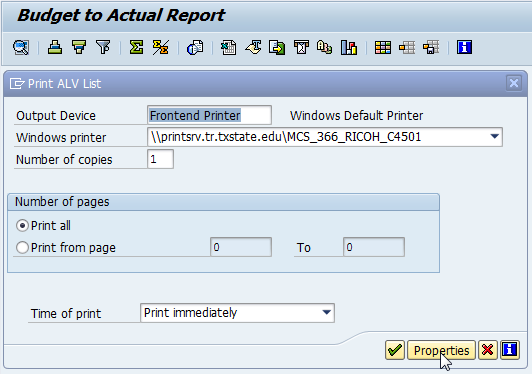 Budget to Actual Report
Print ALV List
Output Device Frontend Printer Windows Default Printer
Windows printer \\printsrv.tr.txstate.edu\MCS_366_RICOH_C4501
Number of copies 1
Number of pages
Print all
Print from page 0 To 0
Time of print Print immediately
Properties